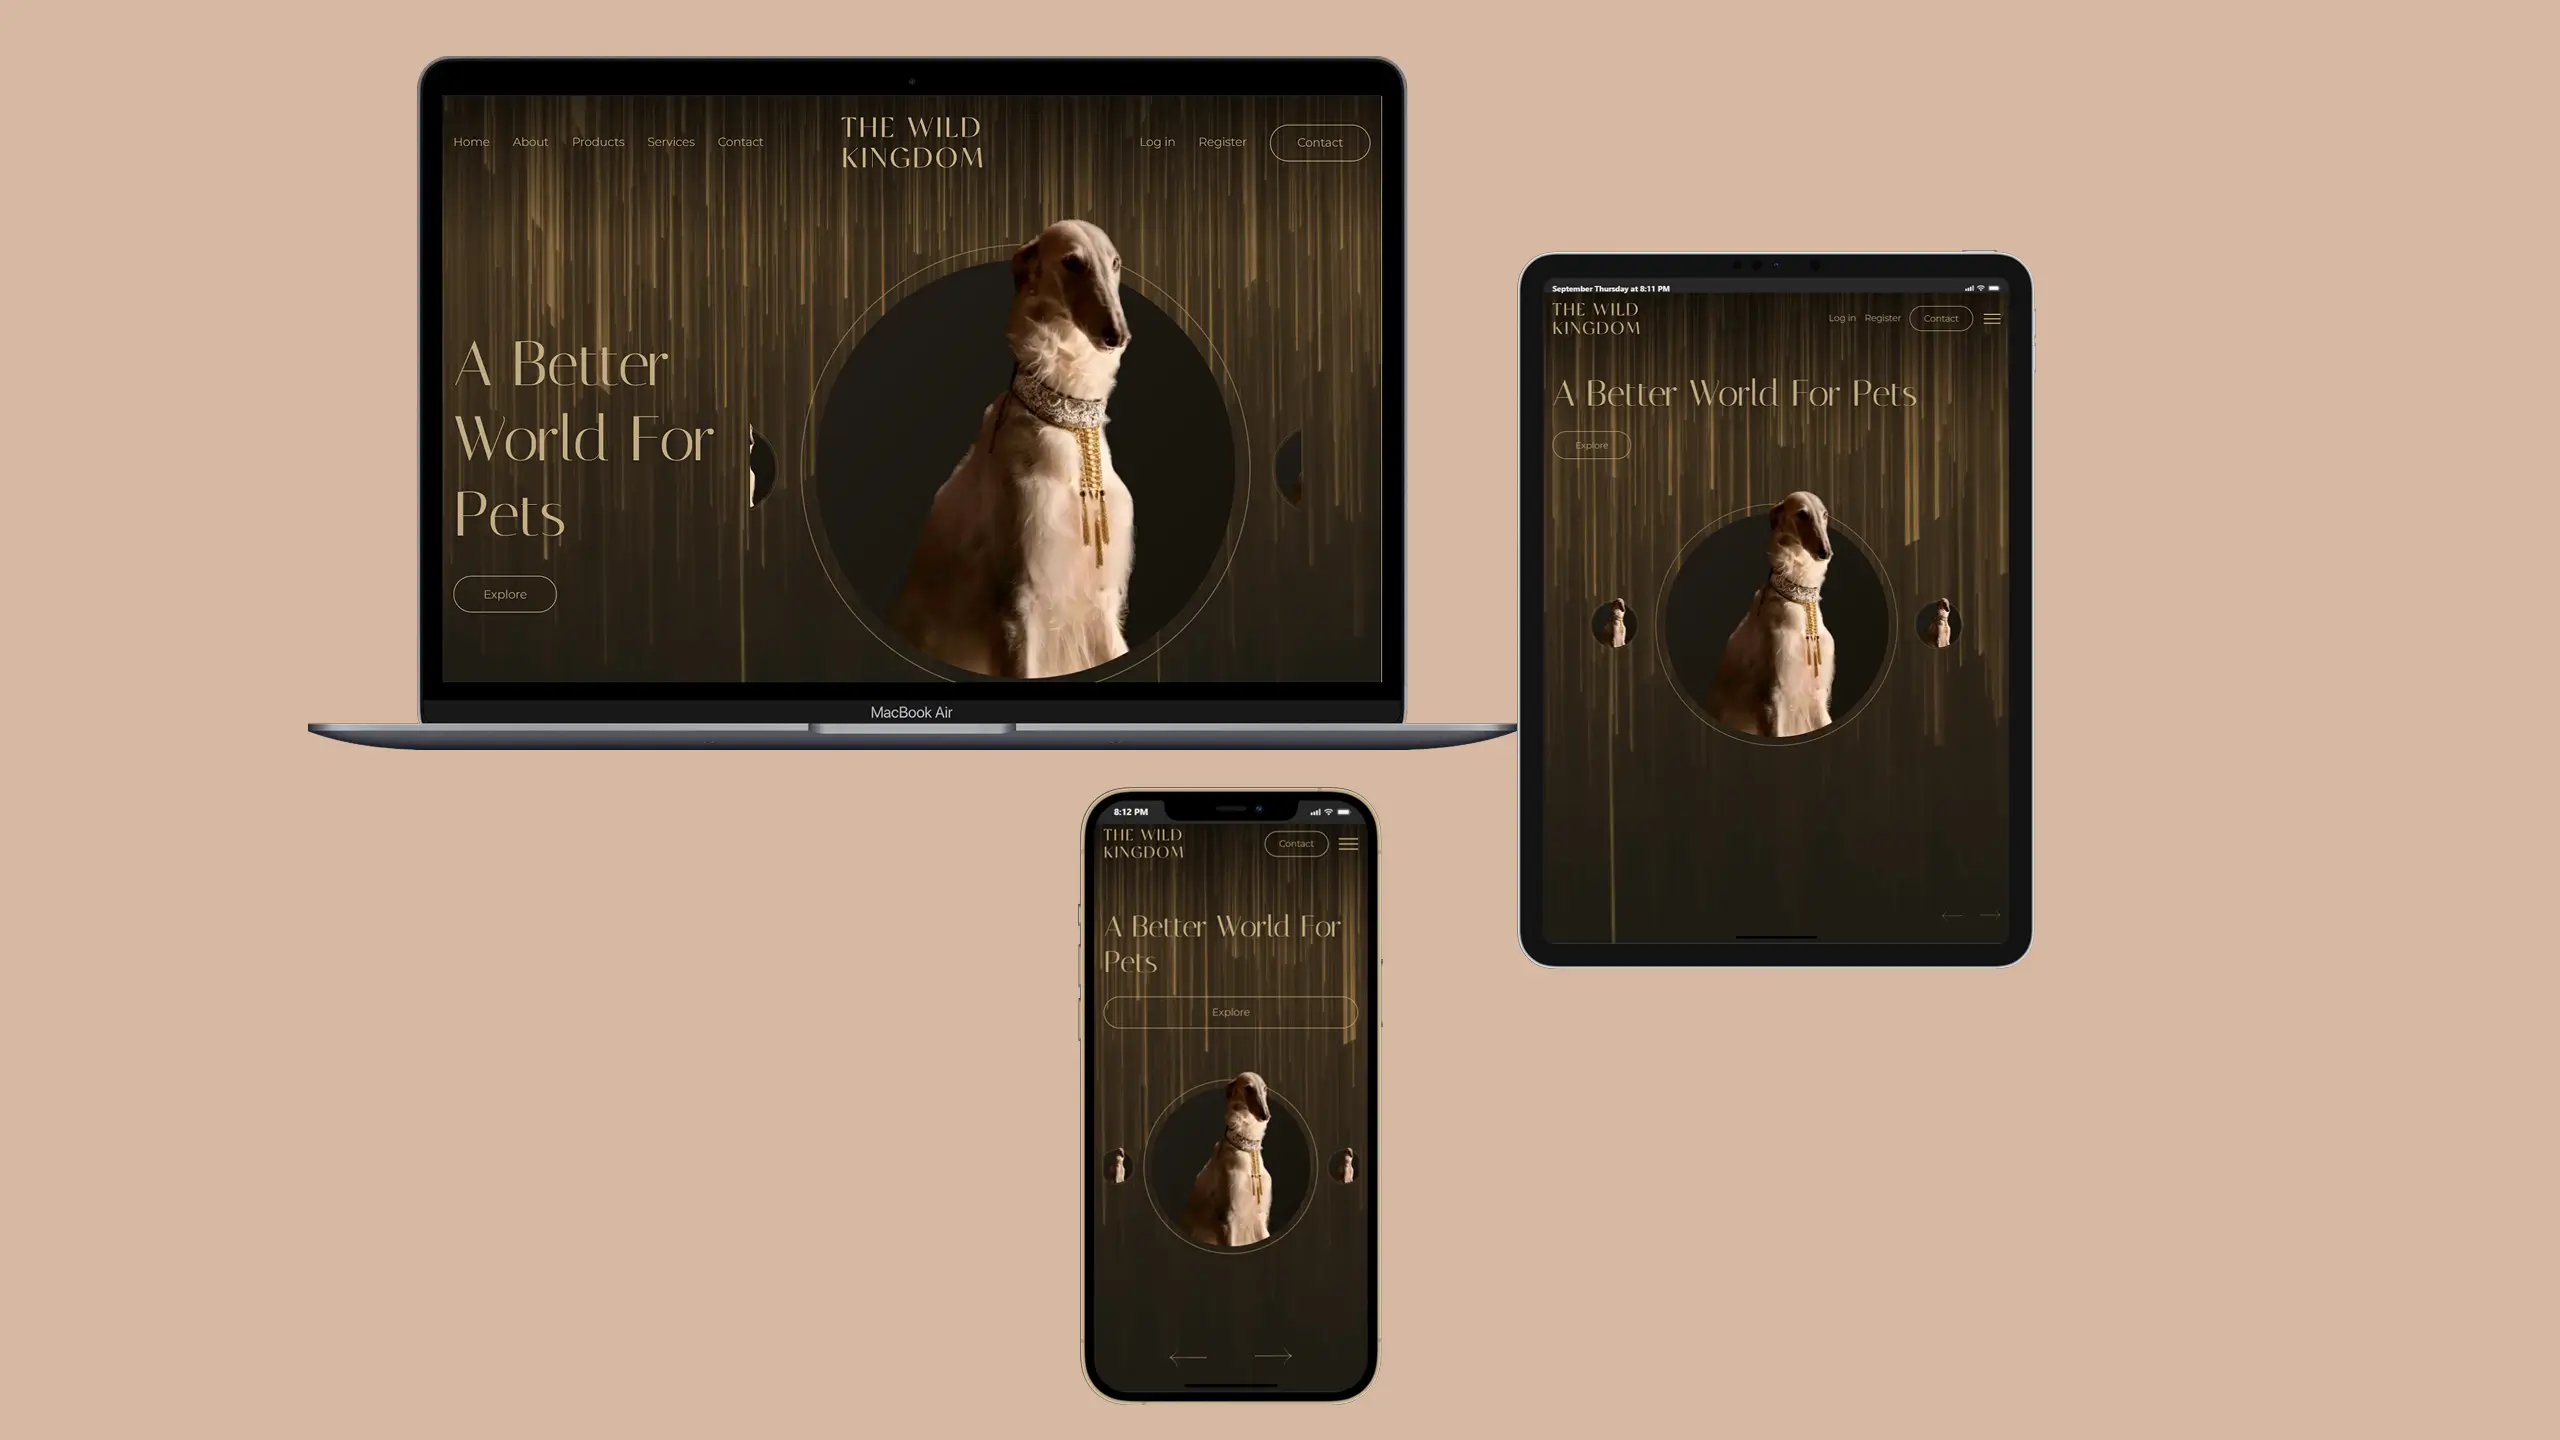 Home About Products Services Contact
THE WILD
KINGDOM
Log in Register Contact
A Better
World For
Pets
Explore
MacBook Air
September Thursday at 8:11 PM
THE WILD
KINGDOM
Log in Register Contact
A Better World For Pets
Explore
8:12 PM
THE WILD
KINGDOM
Contact
A Better World For
Pets
Explore